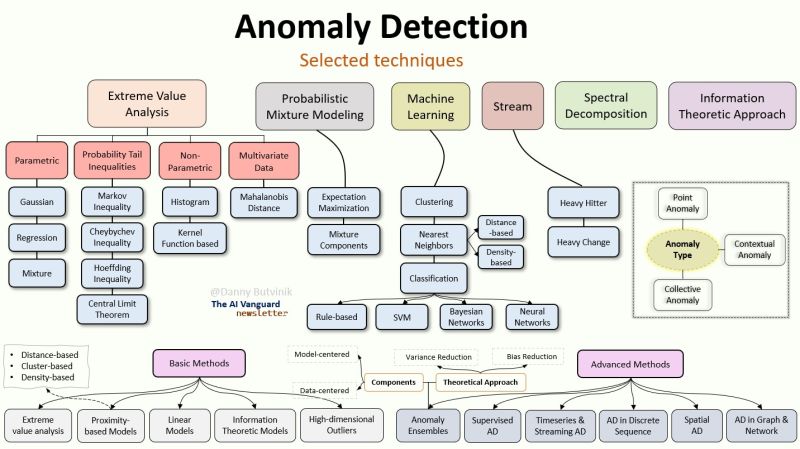 Anomaly Detection
Selected techniques
Extreme Value
Analysis
Probabilistic
Mixture Modeling
Machine
Learning
Stream
Spectral
Decomposition
Information
Theoretic Approach
Parametric
Probability Tail
Inequalities
Non-
Parametric
Multivariate
Data
Gaussian
Regression
Mixture
Markov
Inequality
Cheybychev
Inequality
Hoeffding
Inequality
Central Limit
Theorem
Histogram
Kernel
Function based
Mahalanobis
Distance
Expectation
Maximization
Mixture
Components
Clustering
Nearest
Neighbors
Distance
-based
Density-
based
Classification
Rule-based
SVM
Bayesian
Networks
Neural
Networks
Heavy Hitter
Heavy Change
Point
Anomaly
Anomaly
Type
Contextual
Anomaly
Collective
Anomaly
@Danny Butvinik
The AI Vanguard
newsletter
• Distance-based
• Cluster-based
• Density-based
Basic Methods
Extreme
value analysis
Proximity-
based Models
Linear
Models
Information
Theoretic Models
High-dimensional
Outliers
Model-centered
Data-centered
Components
Variance Reduction
Bias Reduction
Theoretical Approach
Advanced Methods
Anomaly
Ensembles
Supervised
AD
Timeseries &
Streaming AD
AD in Discrete
Sequence
Spatial
AD
AD in Graph &
Network